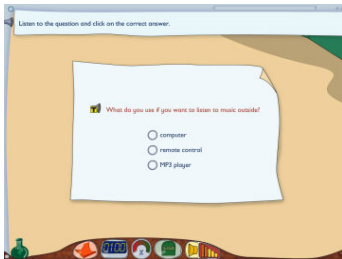 Listen to the question and click on the correct answer.
What do you use if you want to listen to music outside?
computer
remote control
MP3 player